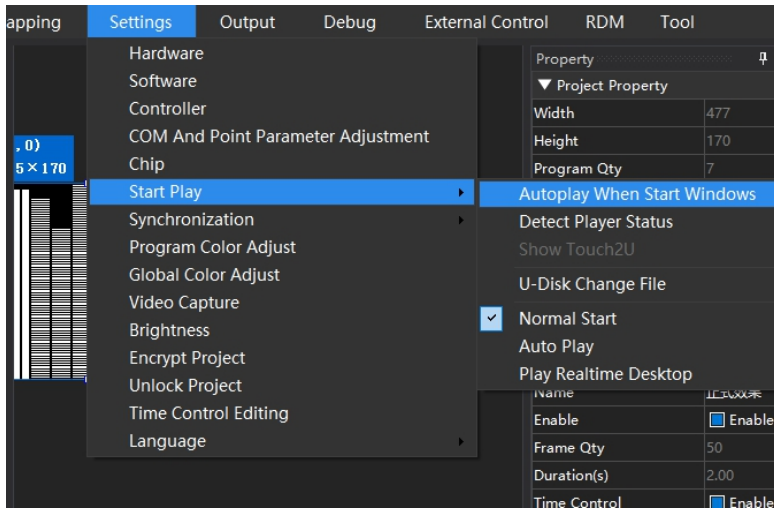 apping Settings Output Debug External Control RDM Tool
Hardware
Software
Controller
COM And Point Parameter Adjustment
Chip
Start Play
Synchronization
Program Color Adjust
Global Color Adjust
Video Capture
Brightness
Encrypt Project
Unlock Project
Time Control Editing
Language
, 0)
5×170
Autoplay When Start Windows
Detect Player Status
Show Touch2U
U-Disk Change File
Normal Start
Auto Play
Play Realtime Desktop
Property
Project Property
Width 477
Height 170
Program Qty 7
Name 正式效果
Enable Enable
Frame Qty 50
Duration(s) 2.00
Time Control Enable